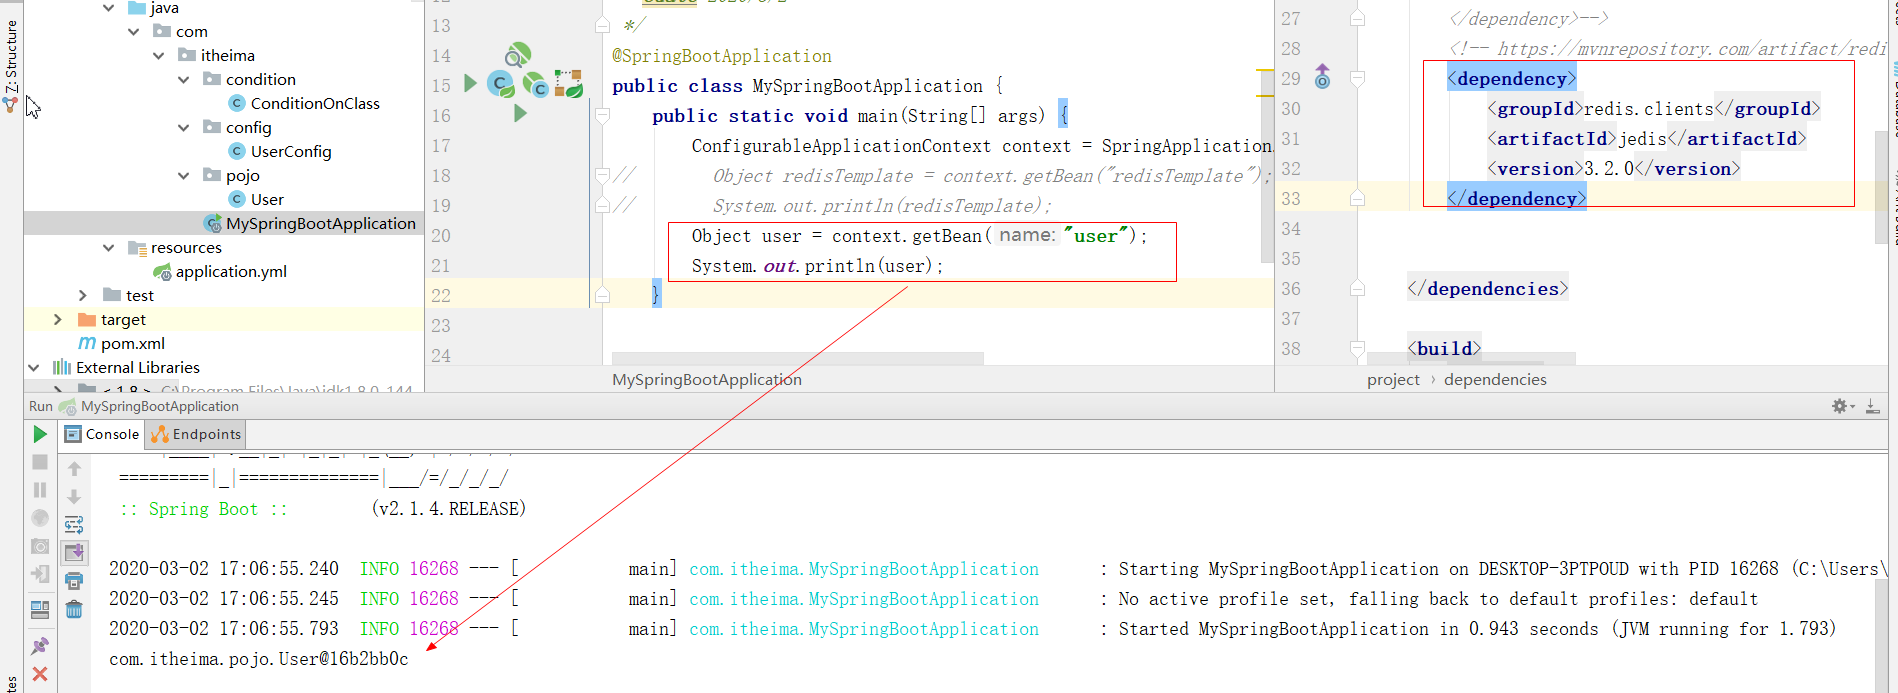 Z: Structure
java
com
itheima
condition
ConditionOnClass
config
UserConfig
pojo
User
MySpringBootApplication
resources
application.yml
test
target
pom.xml
External Libraries
< 1.8 > C:\Program Files\Java\jdk1.8.0_144
13 */
14 @SpringBootApplication
15 public class MySpringBootApplication {
16 public static void main(String[] args) {
17 ConfigurableApplicationContext context = SpringApplication.
18 // Object redisTemplate = context.getBean("redisTemplate");
19 // System.out.println(redisTemplate);
20 Object user = context.getBean( name: "user");
21 System.out.println(user);
22 }
23
24
MySpringBootApplication
27 </dependency>-->
28 <!-- https://mvnrepository.com/artifact/redi
29 <dependency>
30 <groupId>redis.clients</groupId>
31 <artifactId>jedis</artifactId>
32 <version>3.2.0</version>
33 </dependency>
34
35
36 </dependencies>
37
38 <build>
project › dependencies
Run MySpringBootApplication
Console Endpoints
=========|_|==============|___/=/_/_/_/
:: Spring Boot :: (v2.1.4.RELEASE)
2020-03-02 17:06:55.240 INFO 16268 --- [ main] com.itheima.MySpringBootApplication : Starting MySpringBootApplication on DESKTOP-3PTPOUD with PID 16268 (C:\Users\
2020-03-02 17:06:55.245 INFO 16268 --- [ main] com.itheima.MySpringBootApplication : No active profile set, falling back to default profiles: default
2020-03-02 17:06:55.793 INFO 16268 --- [ main] com.itheima.MySpringBootApplication : Started MySpringBootApplication in 0.943 seconds (JVM running for 1.793)
com.itheima.pojo.User@16b2bb0c